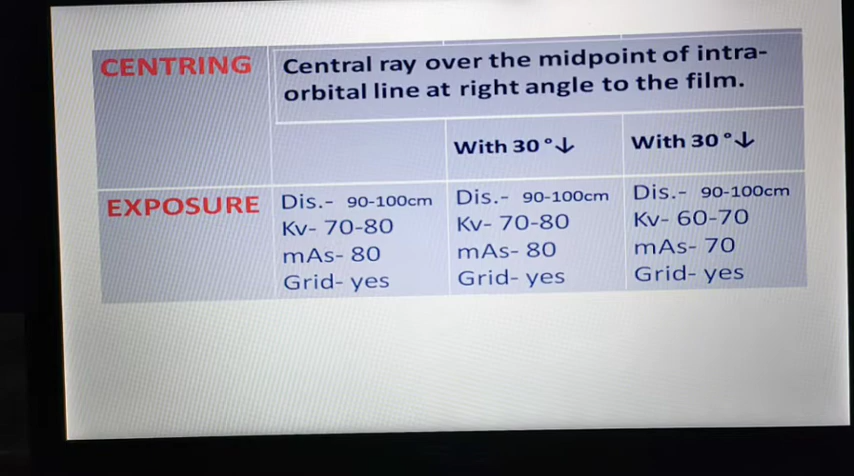 CENTRING
Central ray over the midpoint of intra-
orbital line at right angle to the film.
With 30°↓
With 30°↓
EXPOSURE
Dis.- 90-100cm
Kv- 70-80
mAs- 80
Grid- yes
Dis.- 90-100cm
Kv- 70-80
mAs- 80
Grid- yes
Dis.- 90-100cm
Kv- 60-70
mAs- 70
Grid- yes